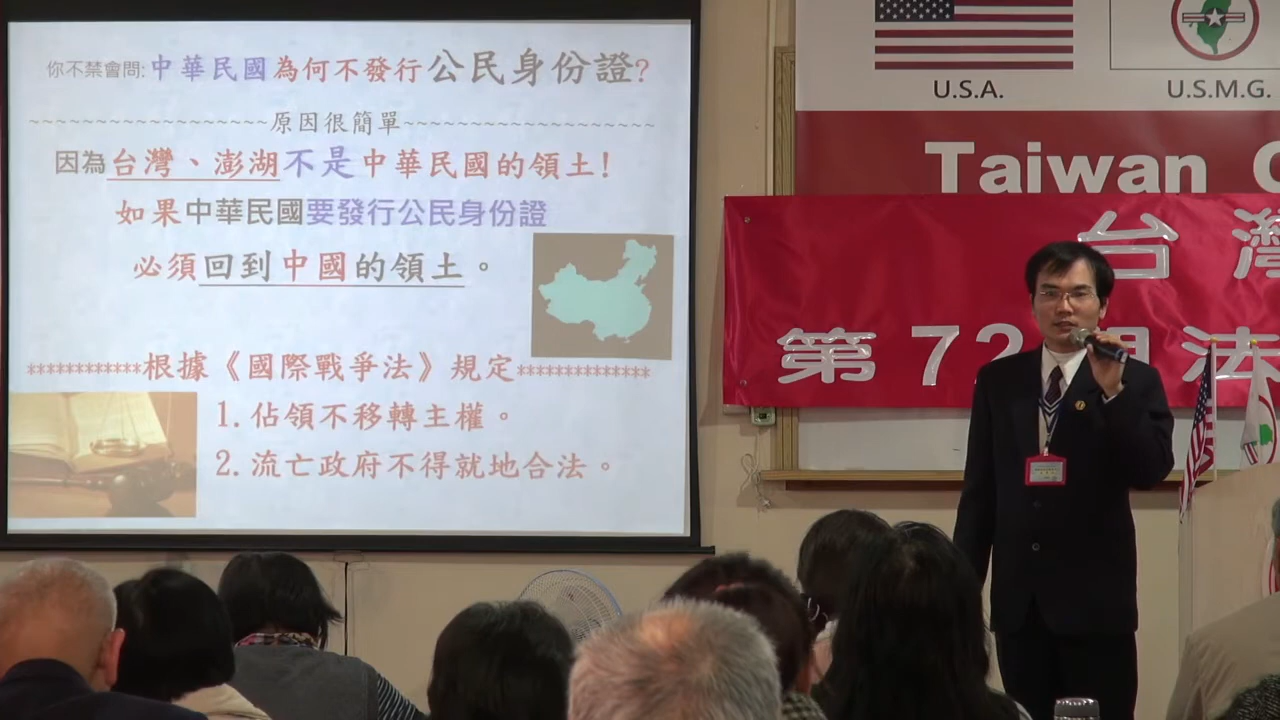 你不禁會問:中華民國為何不發行公民身份證?
~~~~~~~~~~~~~~~~~~原因很簡單~~~~~~~~~~~~~~~~~~~
因為台灣、澎湖不是中華民國的領土!
如果中華民國要發行公民身份證
必須回到中國的領土。
************根據《國際戰爭法》規定**************
1.佔領不移轉主權。
2.流亡政府不得就地合法。
U.S.A.
U.S.M.G.
Taiwan
台灣
第72
法